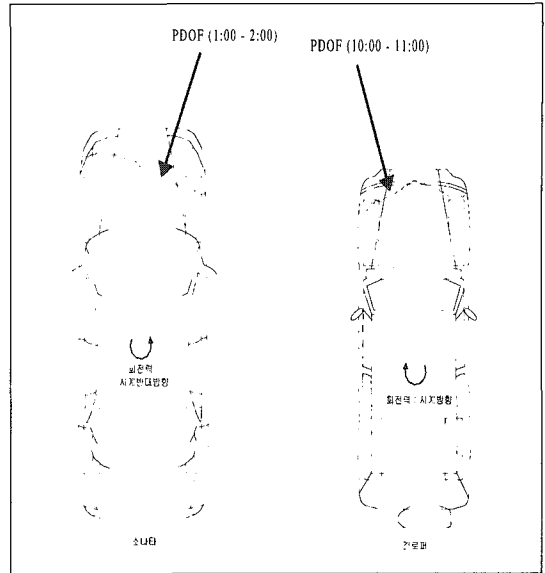 PDOF (1:00 - 2:00)
PDOF (10:00 - 11:00)
회전력
시계반대방향
회전력 : 시계방향
소나타
갤로퍼